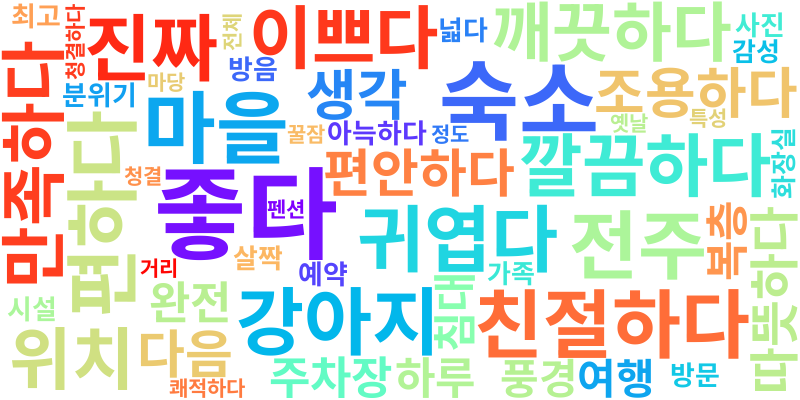 최고
청결하다
진짜
전체
이쁘다
넓다
깨끗하다
사진
감성
만족하다
분위기
마당
방음
생각
숙소
조용하다
편하다
마을
꿀잠
아늑하다
정도
옛날
특성
청결
좋다
펜션
편안하다
깔끔하다
화장실
귀엽다
전주
복층
따뜻하다
거리
살짝
예약
가족
시설
완전
강아지
침대
친절하다
위치
다음
쾌적하다
주차장
하루
풍경
여행
방문